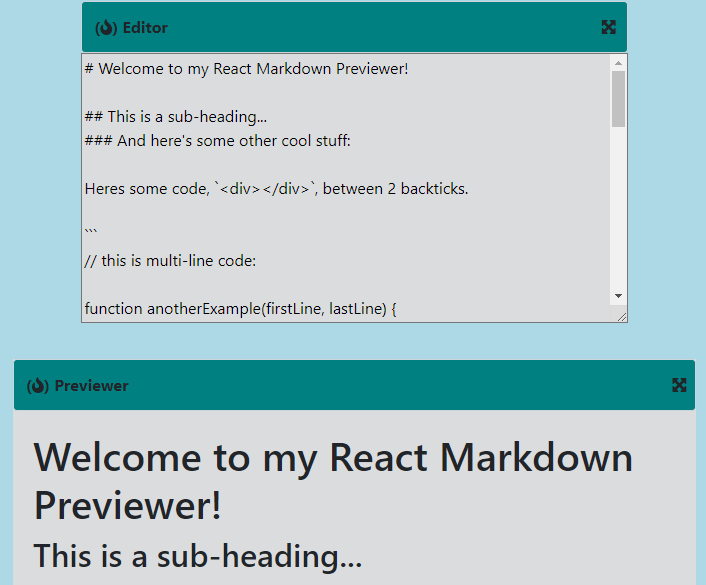 Editor
# Welcome to my React Markdown Previewer!
## This is a sub-heading...
### And here's some other cool stuff:
Heres some code, `<div></div>`, between 2 backticks.
```
// this is multi-line code:
function anotherExample(firstLine, lastLine) {
Previewer
Welcome to my React Markdown
Previewer!
This is a sub-heading...